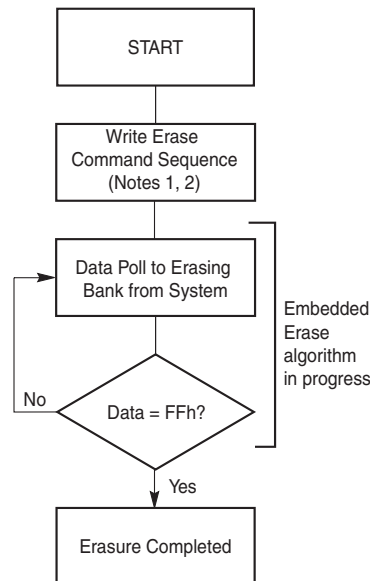 START
Write Erase
Command Sequence
(Notes 1, 2)
Data Poll to Erasing
Bank from System
Embedded
Erase
algorithm
in progress
No
Data = FFh?
Yes
Erasure Completed